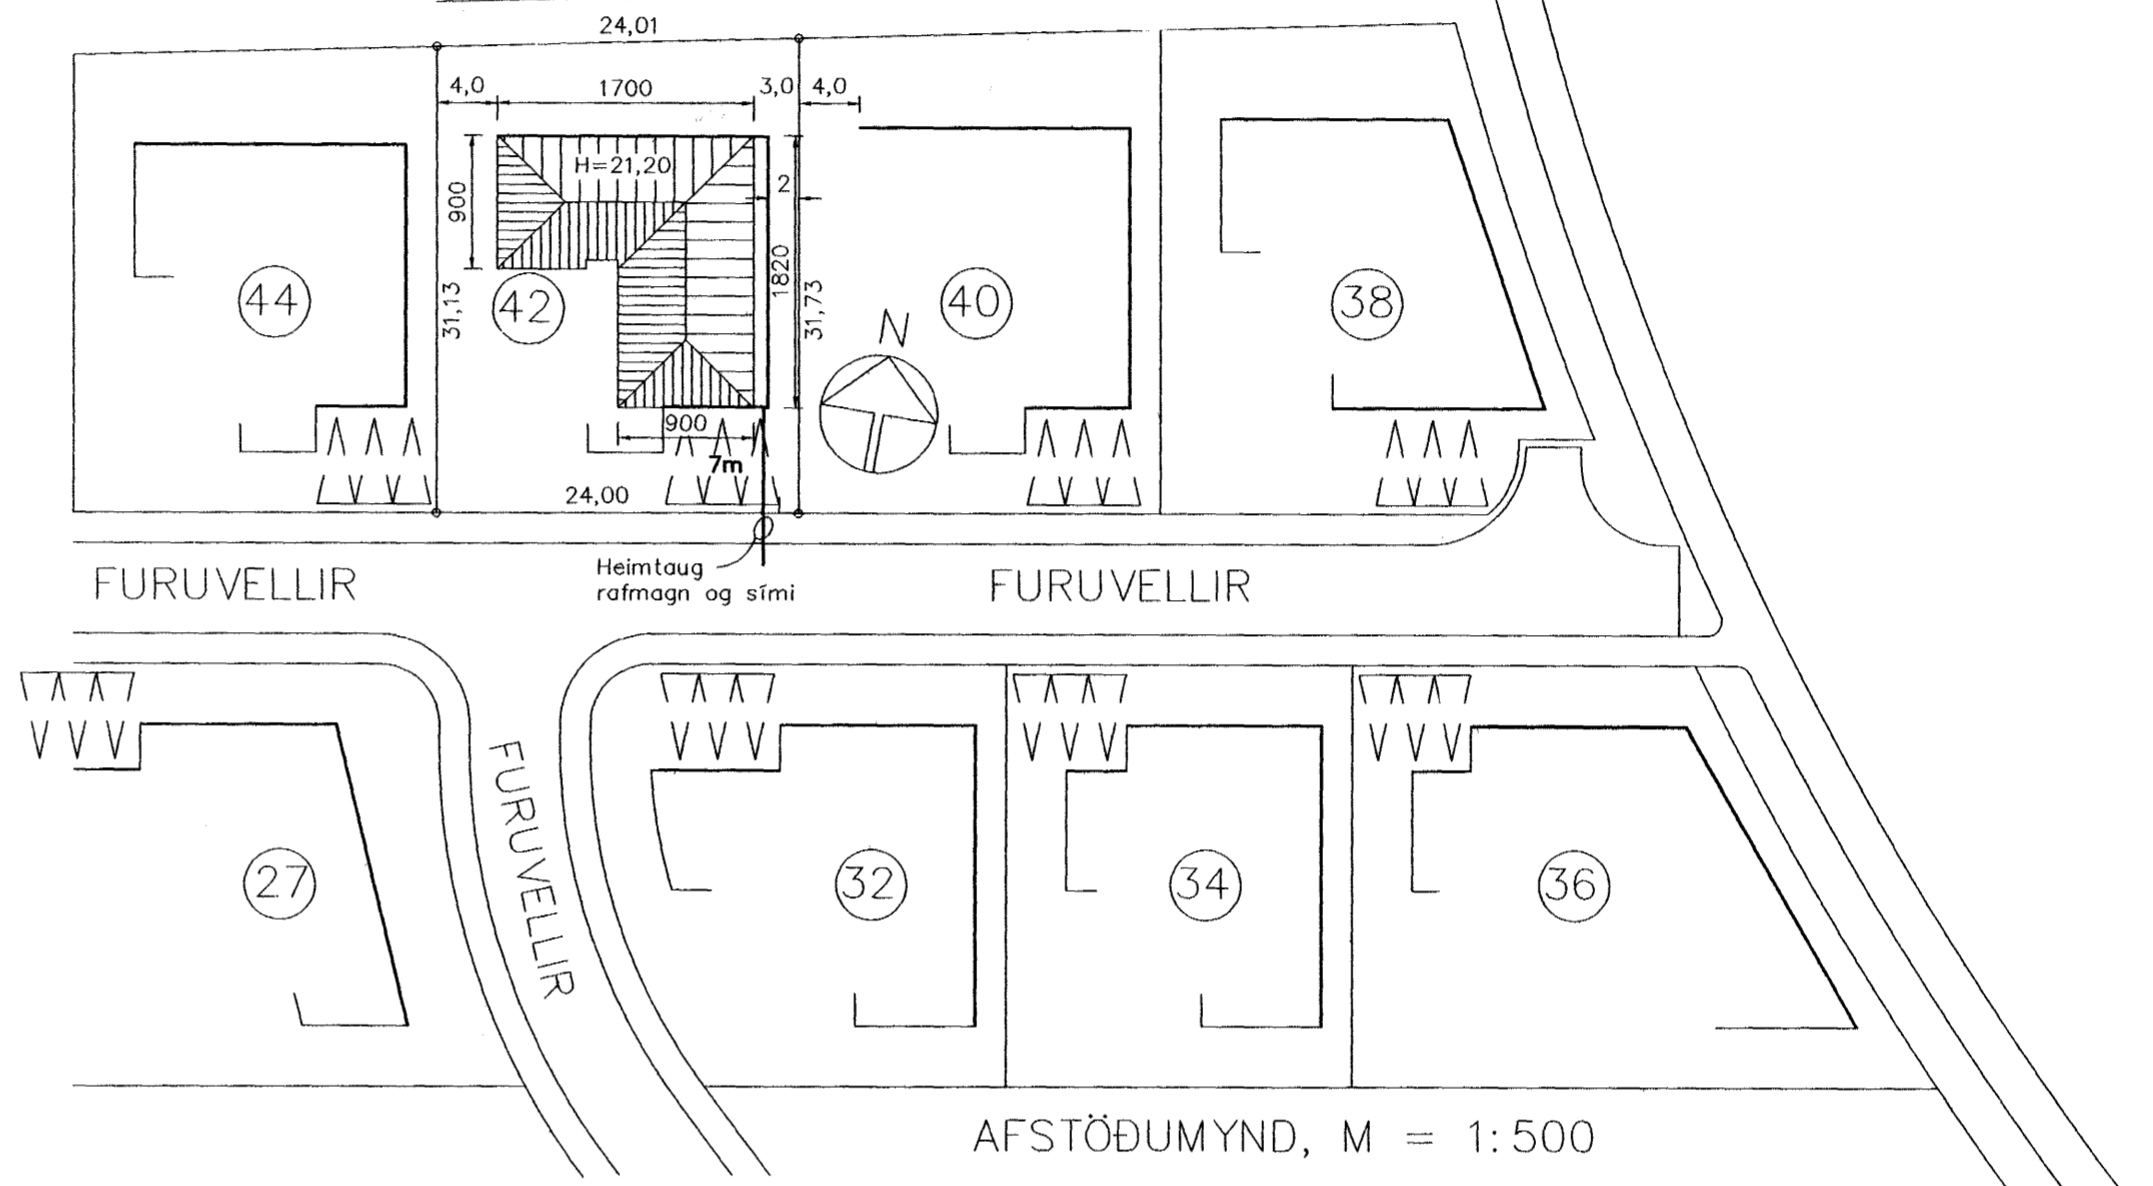 24,01
4,0
1700
3,0
4,0
H=21,20
900
2
1820
31,13
31,73
44
42
40
38
N
900
7m
24,00
Heimtaug
rafmagn og sími
FURUVELLIR
FURUVELLIR
FURUVELLIR
27
32
34
36
AFSTÖÐUMYND, M = 1:500